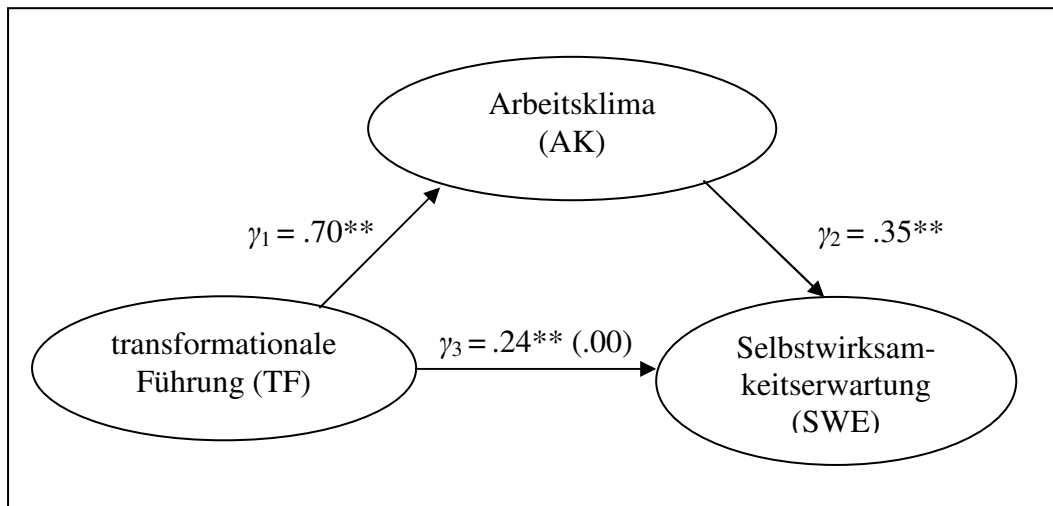 Arbeitsklima
(AK)
γ₁ = .70**
γ₂ = .35**
transformationale
Führung (TF)
γ₃ = .24** (.00)
Selbstwirksam-
keitserwartung
(SWE)